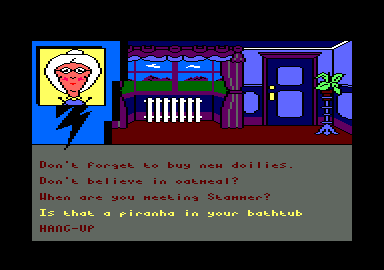 Don't forget to buy new doilies.
Don't believe in oatmeal?
When are you meeting Stammer?
Is that a piranha in your bathtub
HANG-UP